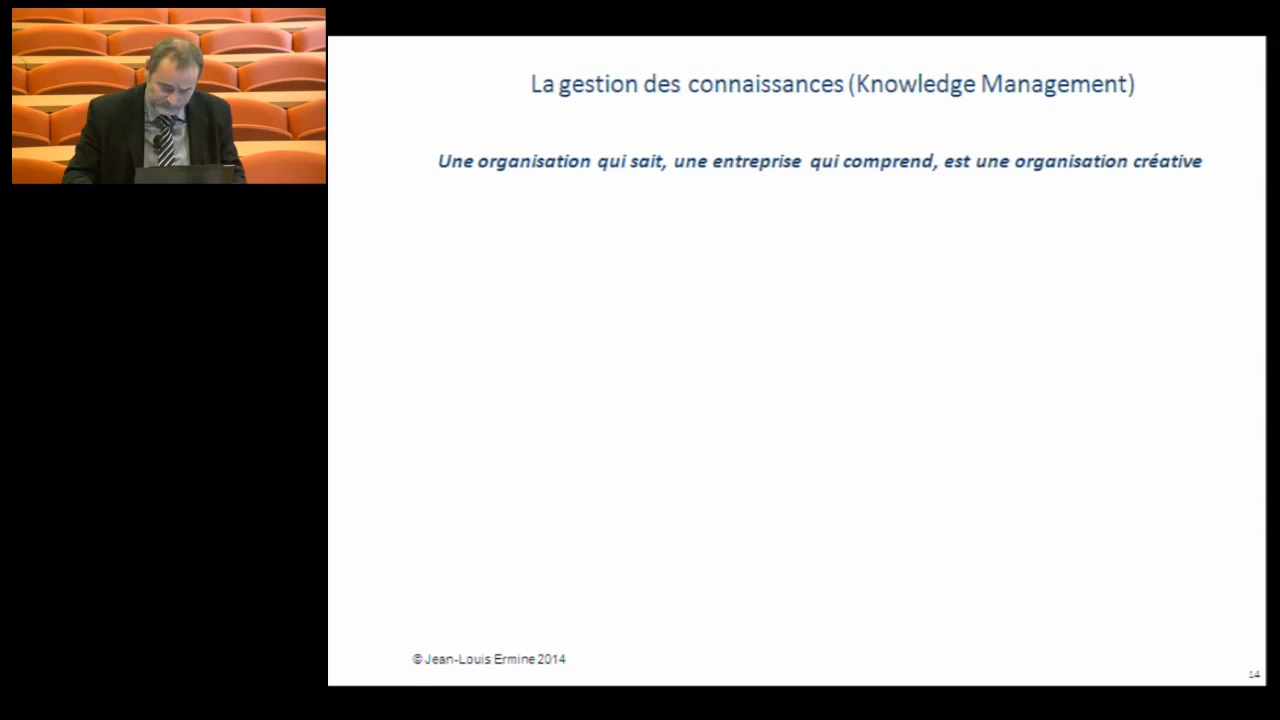 La gestion des connaissances (Knowledge Management)
Une organisation qui sait, une entreprise qui comprend, est une organisation créative
© Jean-Louis Ermine 2014
14